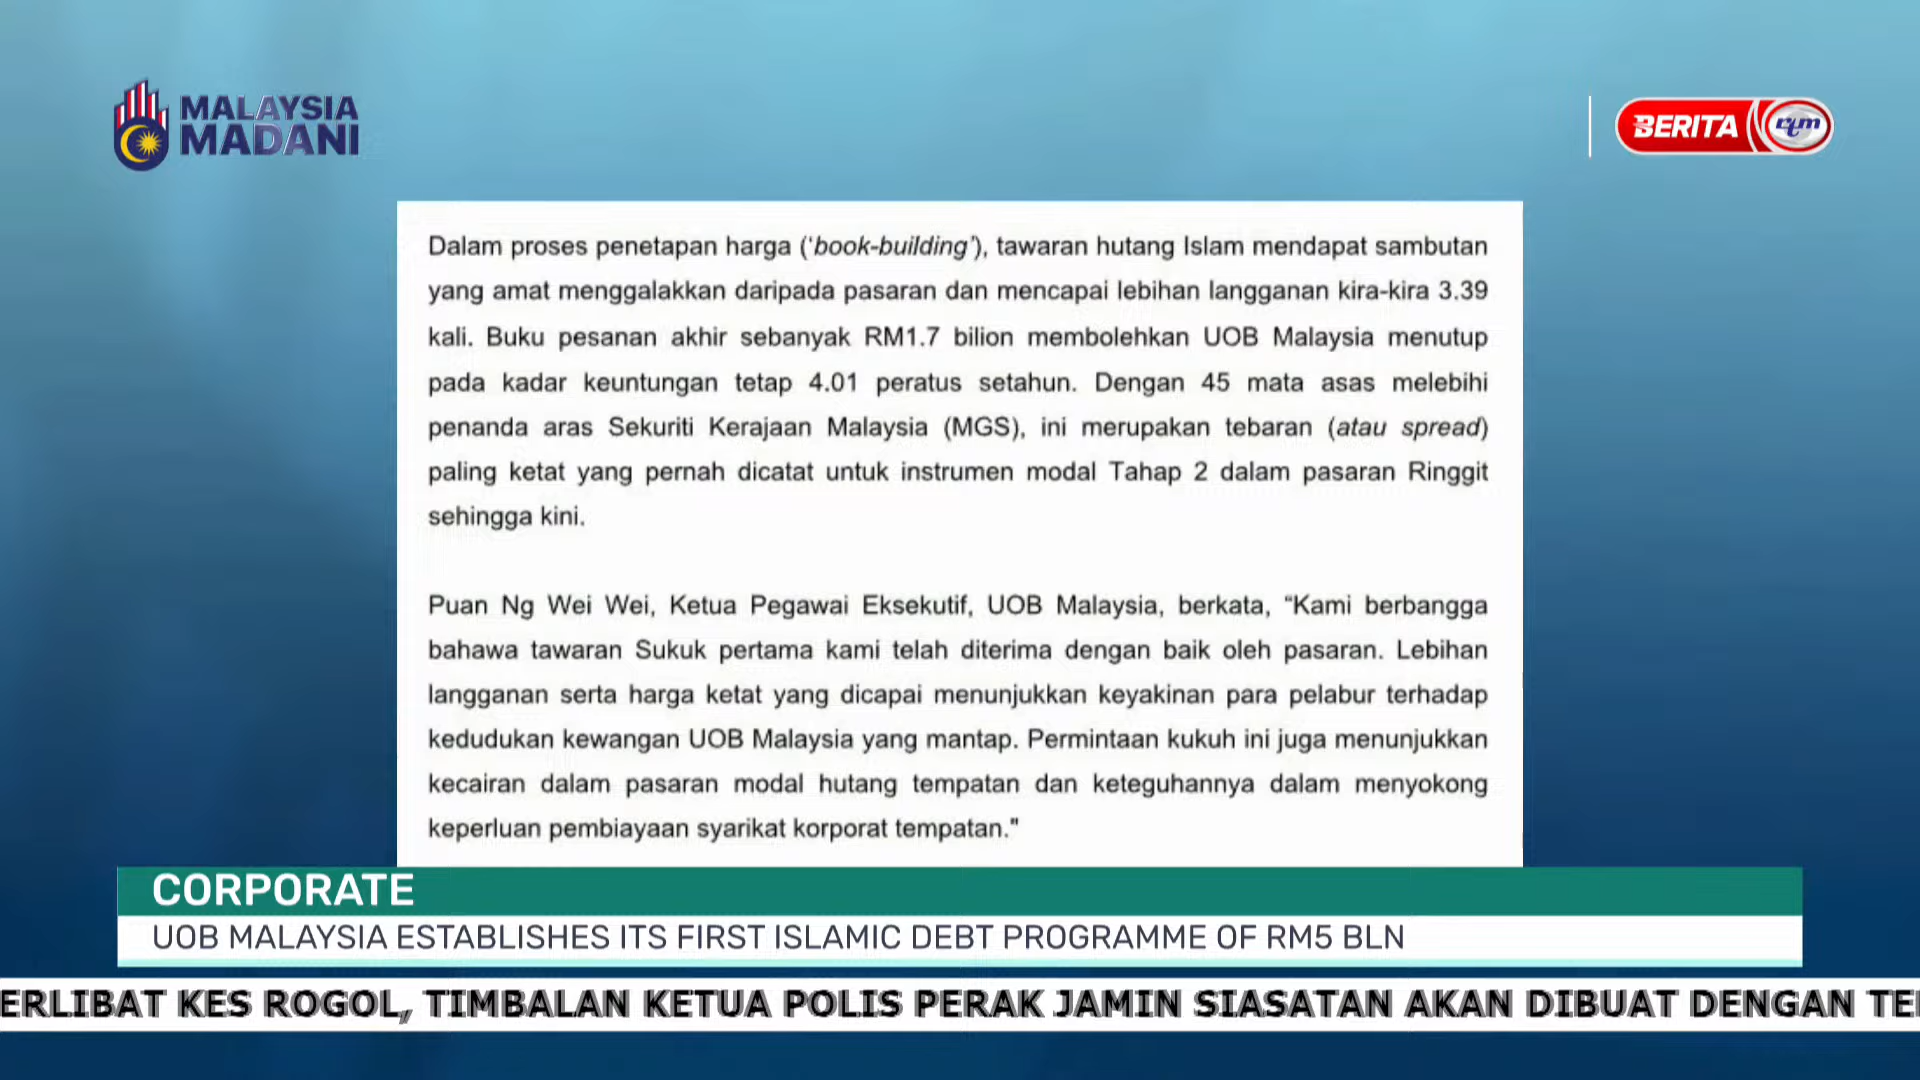 MALAYSIA
MADANI
BERITA rtm
Dalam proses penetapan harga ('book-building'), tawaran hutang Islam mendapat sambutan
yang amat menggalakkan daripada pasaran dan mencapai lebihan langganan kira-kira 3.39
kali. Buku pesanan akhir sebanyak RM1.7 bilion membolehkan UOB Malaysia menutup
pada kadar keuntungan tetap 4.01 peratus setahun. Dengan 45 mata asas melebihi
penanda aras Sekuriti Kerajaan Malaysia (MGS), ini merupakan tebaran (atau spread)
paling ketat yang pernah dicatat untuk instrumen modal Tahap 2 dalam pasaran Ringgit
sehingga kini.
Puan Ng Wei Wei, Ketua Pegawai Eksekutif, UOB Malaysia, berkata, “Kami berbangga
bahawa tawaran Sukuk pertama kami telah diterima dengan baik oleh pasaran. Lebihan
langganan serta harga ketat yang dicapai menunjukkan keyakinan para pelabur terhadap
kedudukan kewangan UOB Malaysia yang mantap. Permintaan kukuh ini juga menunjukkan
kecairan dalam pasaran modal hutang tempatan dan keteguhannya dalam menyokong
keperluan pembiayaan syarikat korporat tempatan."
CORPORATE
UOB MALAYSIA ESTABLISHES ITS FIRST ISLAMIC DEBT PROGRAMME OF RM5 BLN
ERLIBAT KES ROGOL, TIMBALAN KETUA POLIS PERAK JAMIN SIASATAN AKAN DIBUAT DENGAN